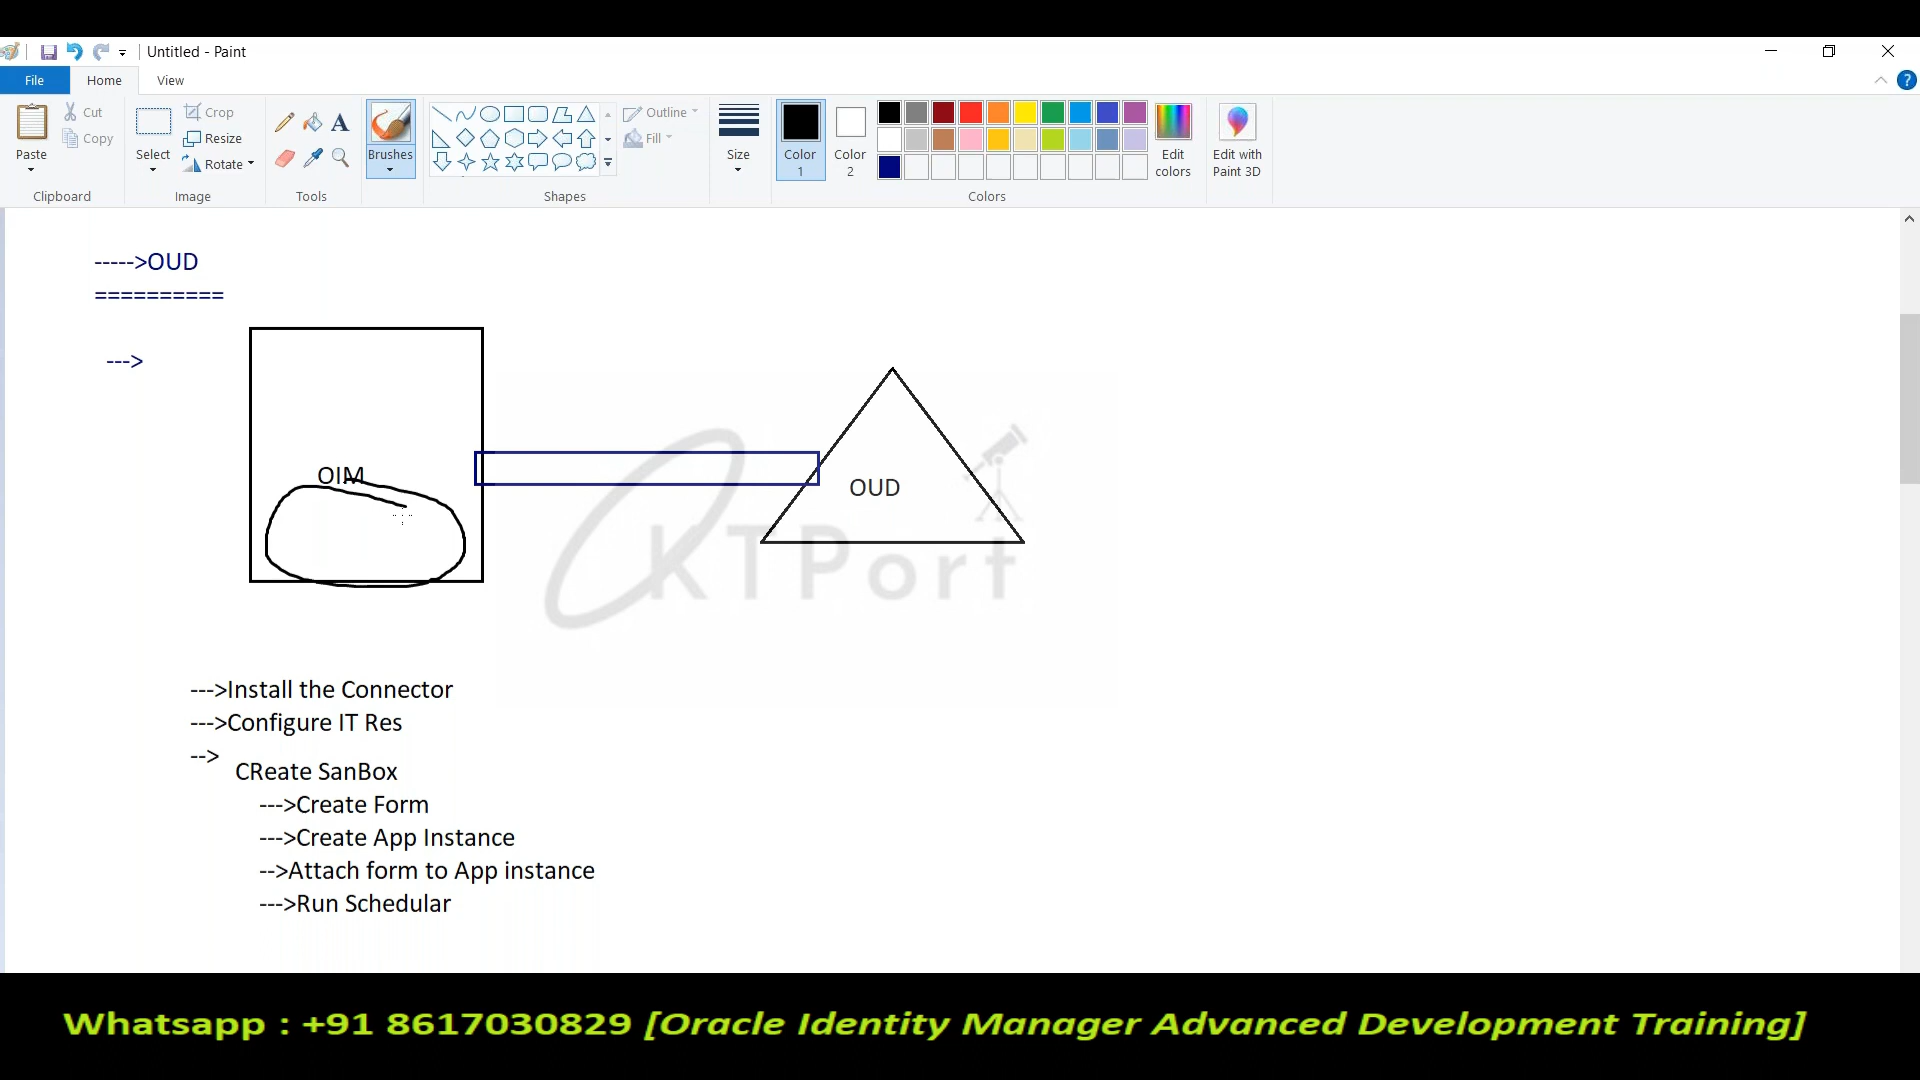 Untitled - Paint
File Home View
Paste
Cut
Copy
Clipboard
Select
Crop
Resize
Rotate
Image
A
Tools
Brushes
Outline
Fill
Shapes
Size
Color 1
Color 2
Edit colors
Colors
Edit with Paint 3D
?
----->OUD
==========
--->
OIM
OUD
KTPort
--->Install the Connector
--->Configure IT Res
-->
CReate SanBox
--->Create Form
--->Create App Instance
-->Attach form to App instance
--->Run Schedular
Whatsapp : +91 8617030829 [Oracle Identity Manager Advanced Development Training]